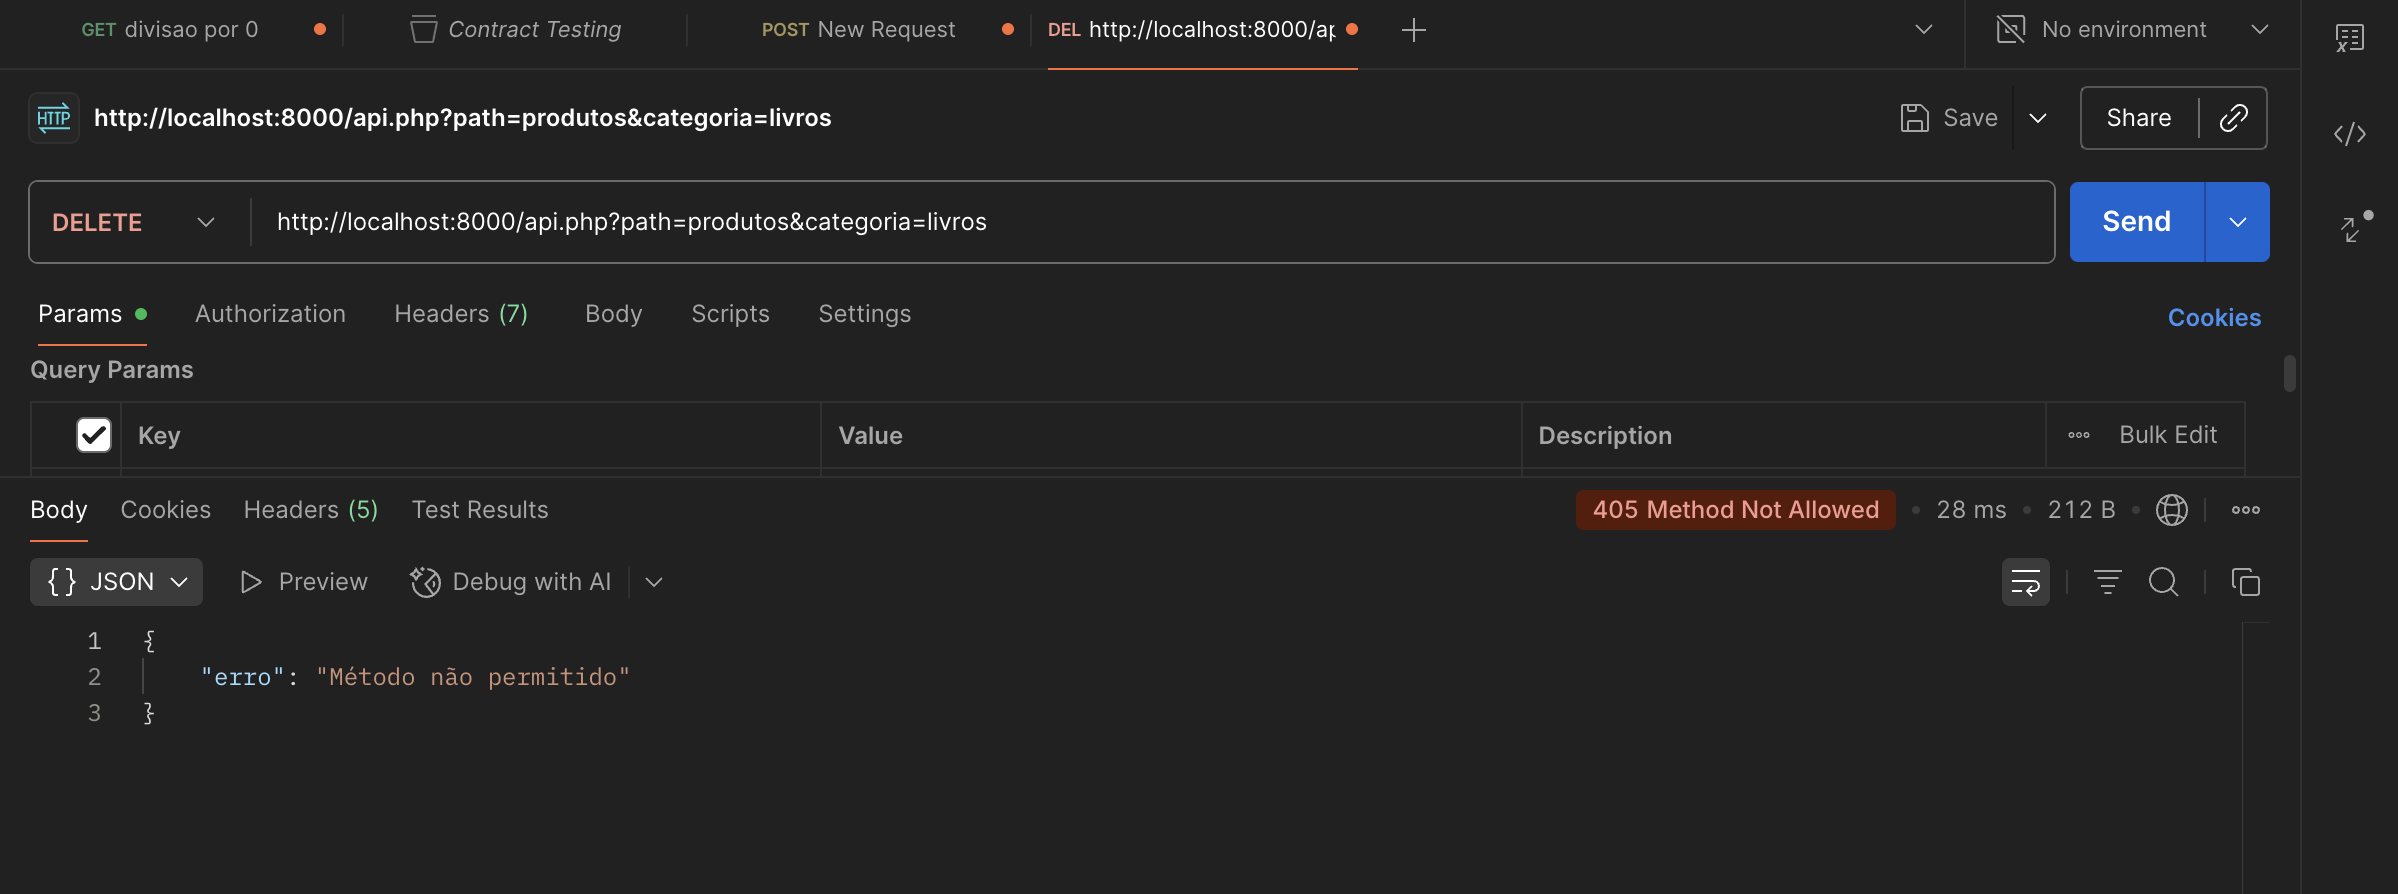 GET divisao por 0
Contract Testing
POST New Request
DEL http://localhost:8000/ap
No environment
HTTP
http://localhost:8000/api.php?path=produtos&categoria=livros
Save
Share
DELETE
http://localhost:8000/api.php?path=produtos&categoria=livros
Send
Params
Authorization
Headers (7)
Body
Scripts
Settings
Cookies
Query Params
Key
Value
Description
Bulk Edit
Body
Cookies
Headers (5)
Test Results
405 Method Not Allowed
28 ms
212 B
{} JSON
Preview
Debug with AI
1 {
2 "erro": "Método não permitido"
3 }